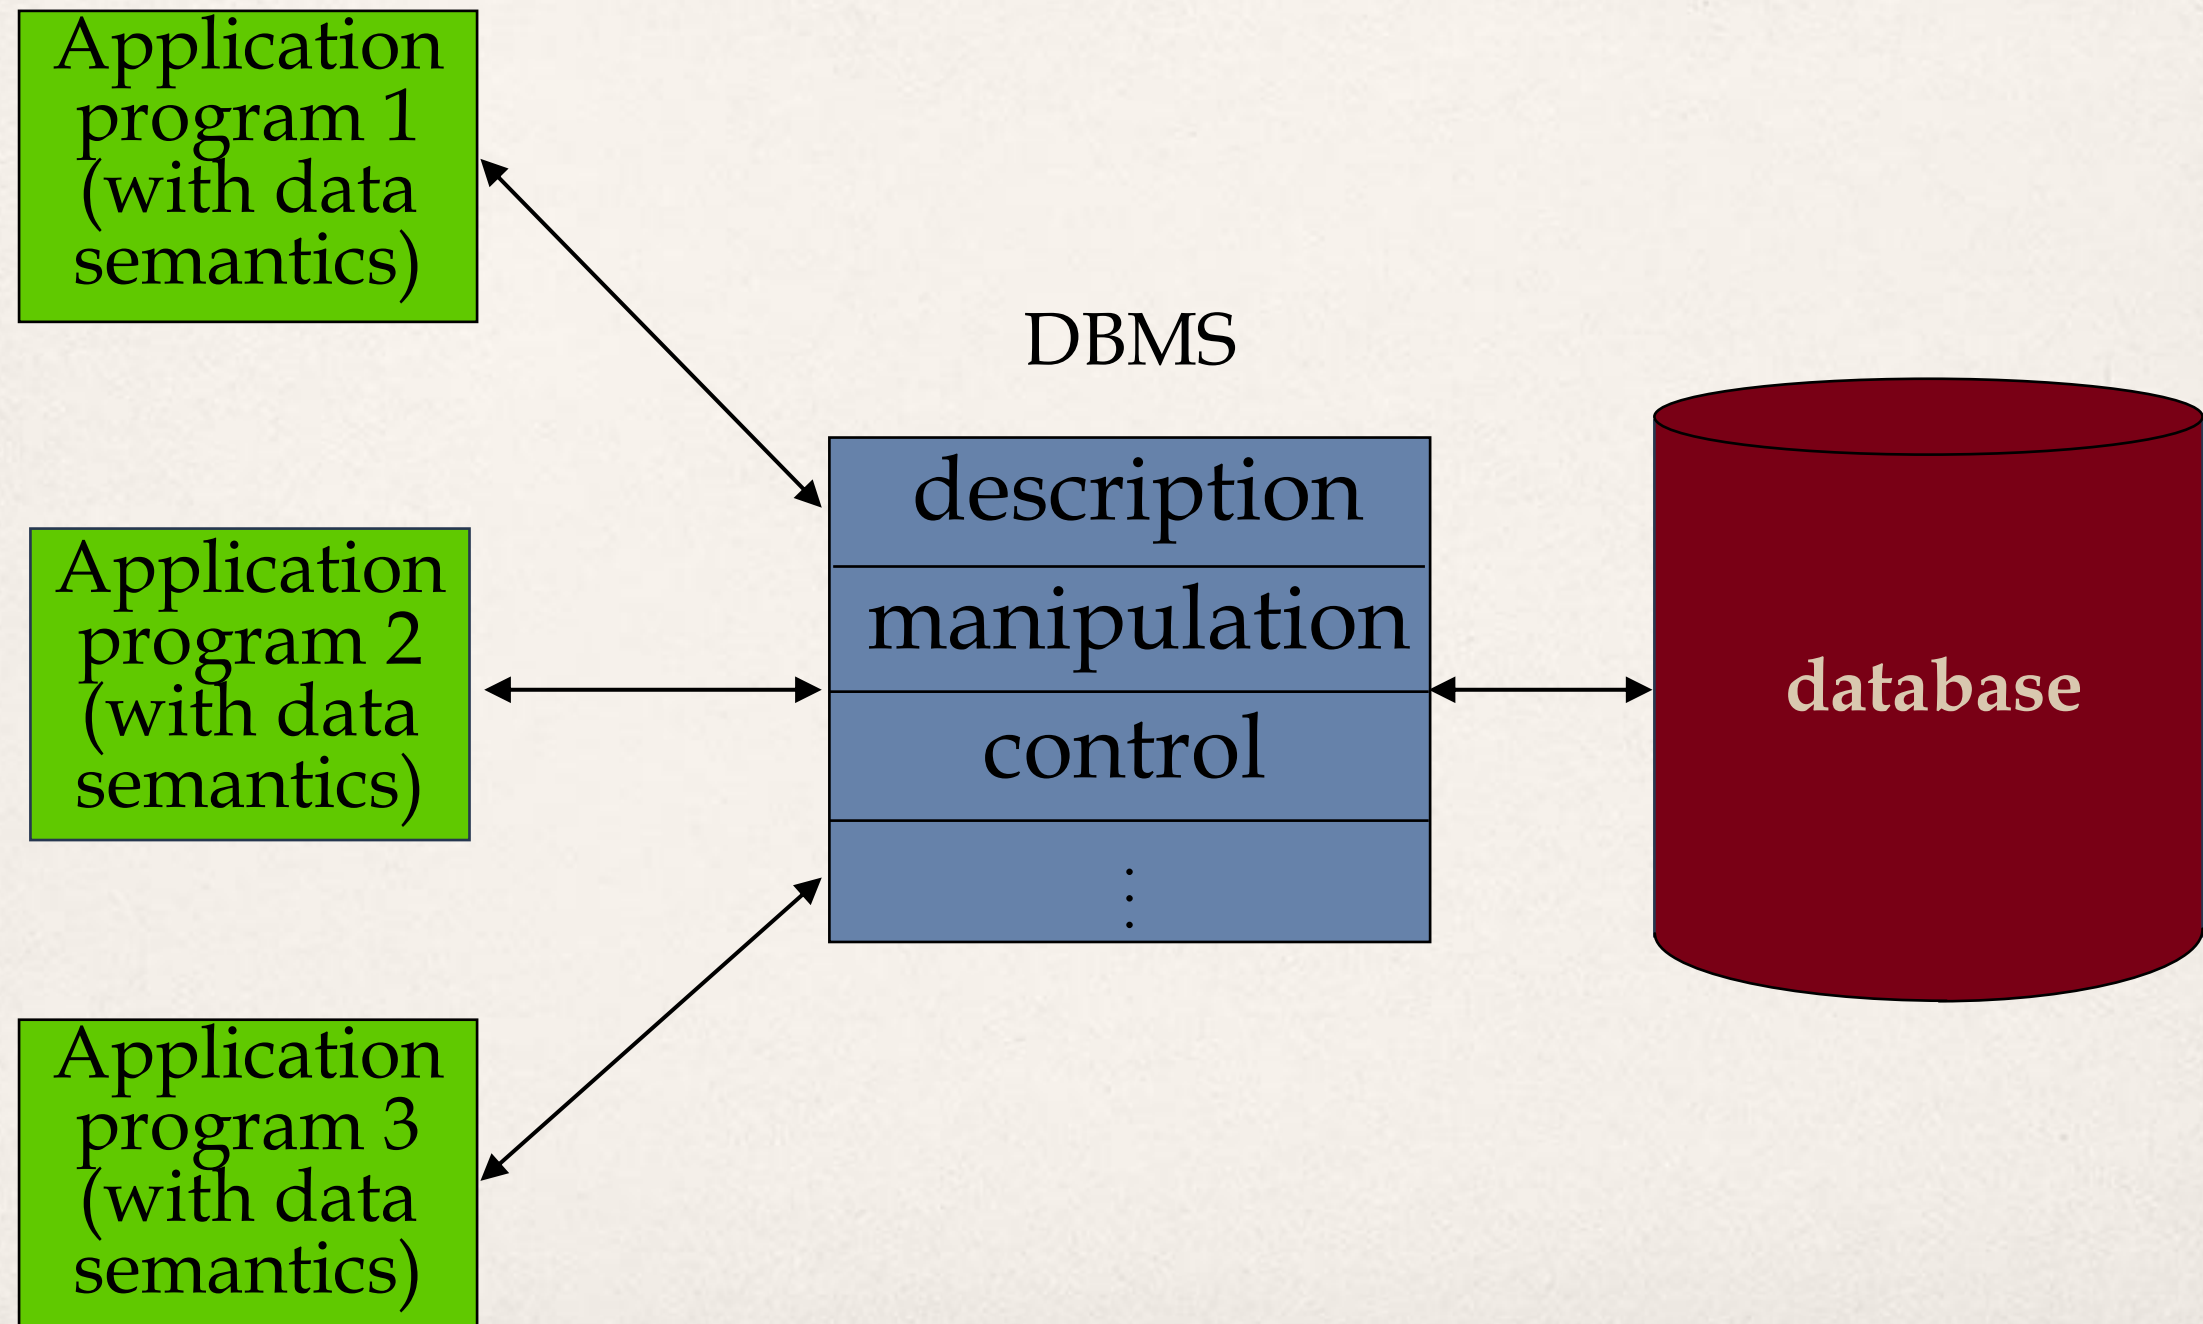 Application
program 1
(with data
semantics)
DBMS
description
manipulation
control
⋮
database
Application
program 2
(with data
semantics)
Application
program 3
(with data
semantics)